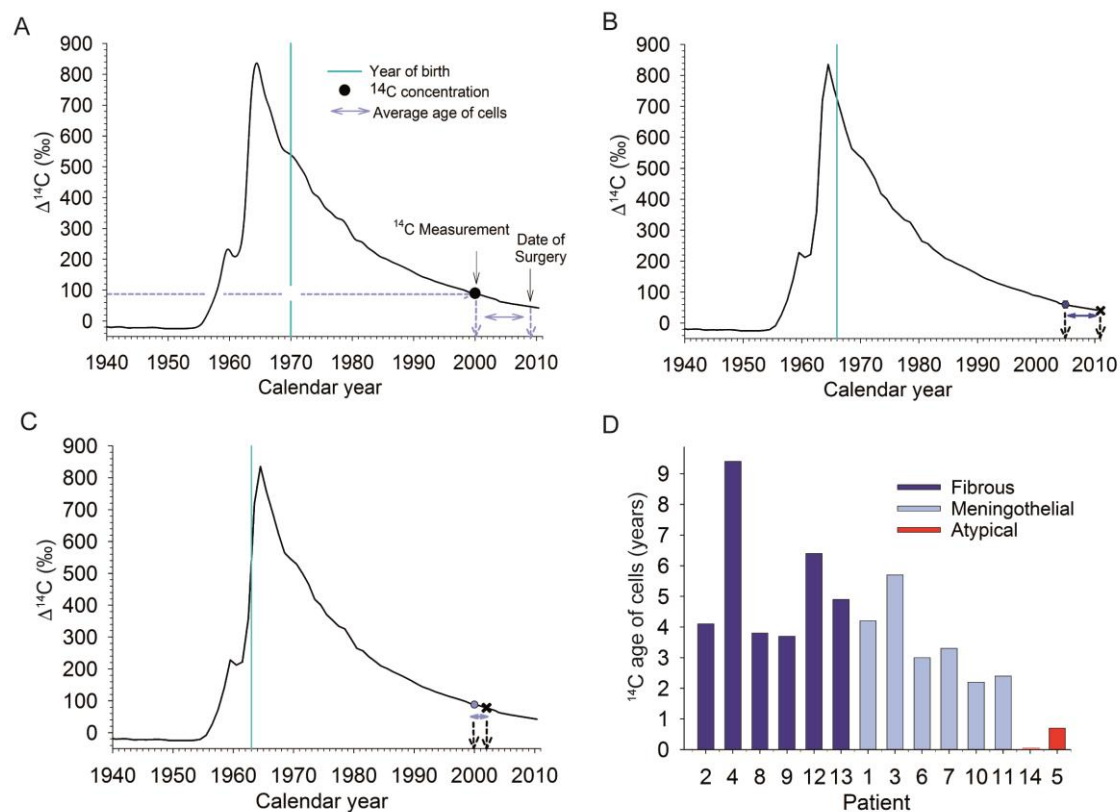 A
900
800
700
600
500
400
300
200
100
0
Δ¹⁴C (‰)
Year of birth
¹⁴C concentration
Average age of cells
¹⁴C Measurement
Date of
Surgery
1940 1950 1960 1970 1980 1990 2000 2010
Calendar year
B
900
800
700
600
500
400
300
200
100
0
Δ¹⁴C (‰)
1940 1950 1960 1970 1980 1990 2000 2010
Calendar year
C
900
800
700
600
500
400
300
200
100
0
Δ¹⁴C (‰)
1940 1950 1960 1970 1980 1990 2000 2010
Calendar year
D
9
8
7
6
5
4
3
2
1
0
¹⁴C age of cells (years)
Fibrous
Meningothelial
Atypical
2 4 8 9 12 13 1 3 6 7 10 11 14 5
Patient